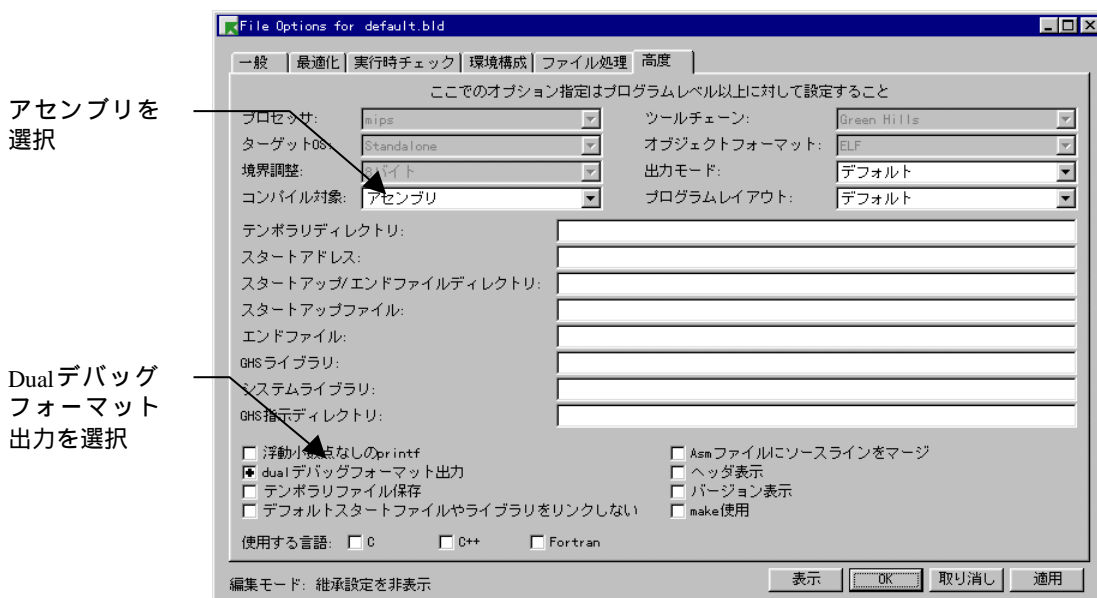 File Options for default.bld
一般 最適化 実行時チェック 環境構成 ファイル処理 高度
ここでのオプション指定はプログラムレベル以上に対して設定すること
アセンブリを
選択
プロセッサ: mips ツールチェーン: Green Hills
ターゲットOS: Standalone オブジェクトフォーマット: ELF
境界調整: 8バイト 出力モード: デフォルト
コンパイル対象: アセンブリ プログラムレイアウト: デフォルト
テンポラリディレクトリ:
スタートアドレス:
スタートアップ/エンドファイルディレクトリ:
スタートアップファイル:
エンドファイル:
GHSライブラリ:
システムライブラリ:
GHS指示ディレクトリ:
Dualデバッグ
フォーマット
出力を選択
浮動小数点なしのprintf Asmファイルにソースラインをマージ
dualデバッグフォーマット出力 ヘッダ表示
テンポラリファイル保存 バージョン表示
デフォルトスタートファイルやライブラリをリンクしない make使用
使用する言語: C C++ Fortran
編集モード: 継承設定を非表示 表示 OK 取り消し 適用